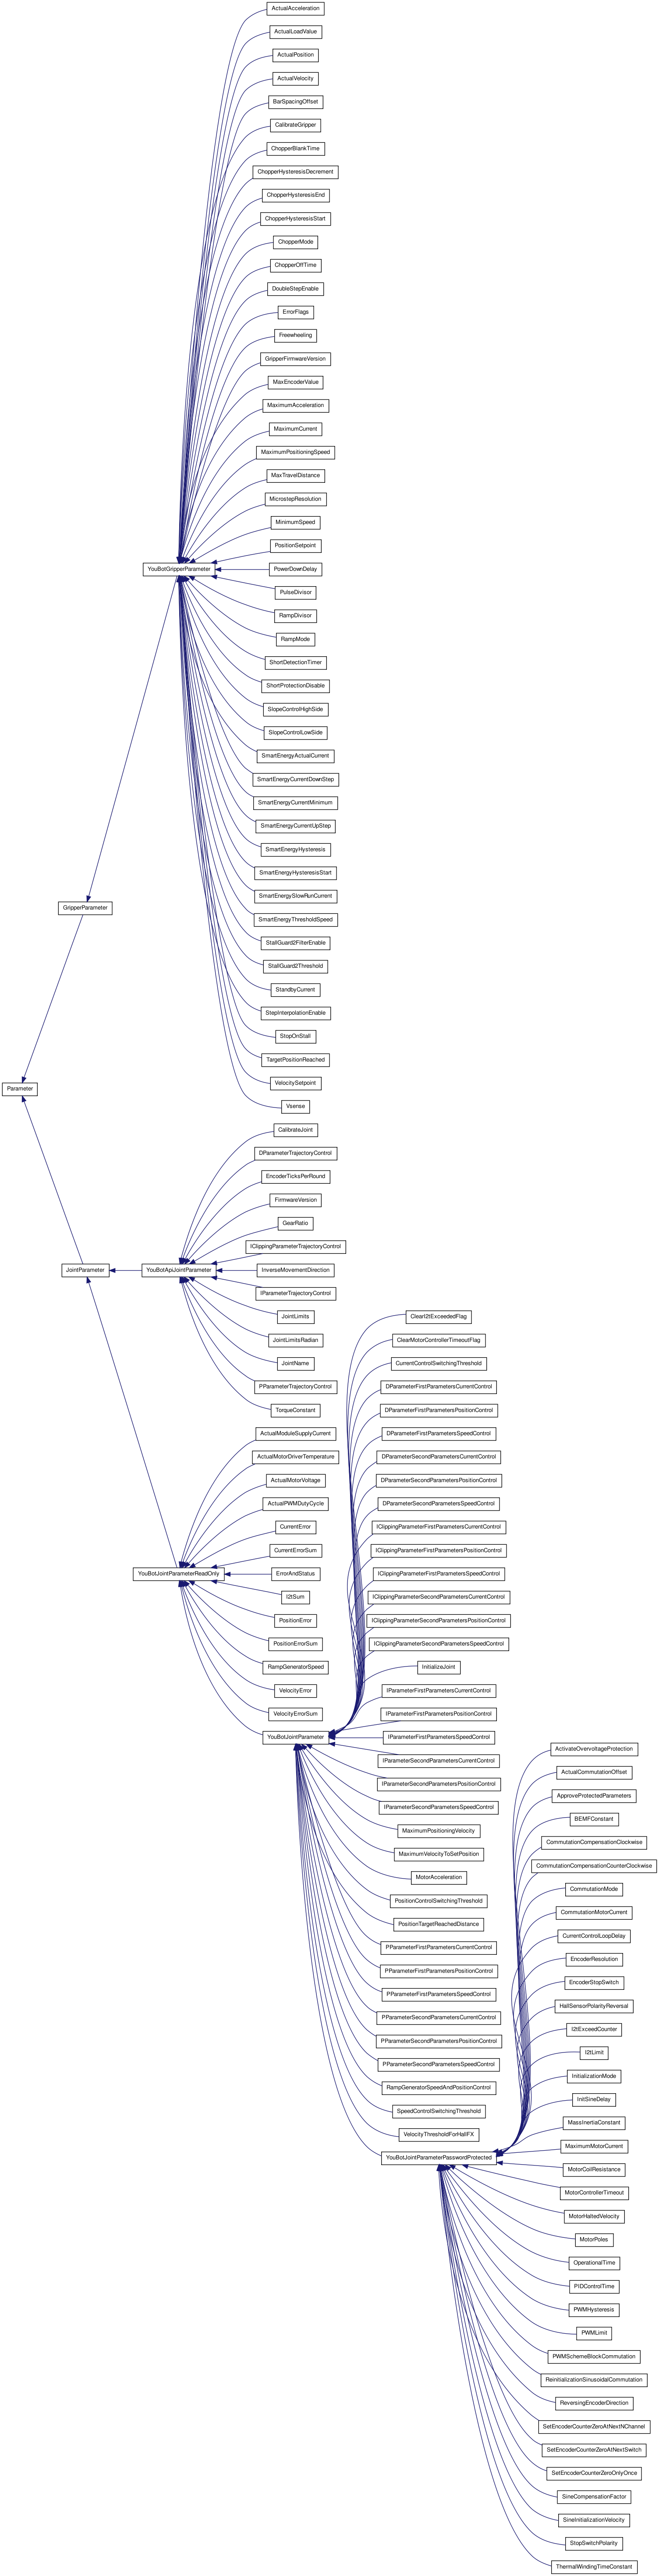 ActualAcceleration
ActualLoadValue
ActualPosition
ActualVelocity
BarSpacingOffset
CalibrateGripper
ChopperBlankTime
ChopperHysteresisDecrement
ChopperHysteresisEnd
ChopperHysteresisStart
ChopperMode
ChopperOffTime
DoubleStepEnable
ErrorFlags
Freewheeling
GripperFirmwareVersion
MaxEncoderValue
MaximumAcceleration
MaximumCurrent
MaximumPositioningSpeed
MaxTravelDistance
MicrostepResolution
MinimumSpeed
PositionSetpoint
YouBotGripperParameter
PowerDownDelay
PulseDivisor
RampDivisor
RampMode
ShortDetectionTimer
ShortProtectionDisable
SlopeControlHighSide
SlopeControlLowSide
SmartEnergyActualCurrent
SmartEnergyCurrentDownStep
SmartEnergyCurrentMinimum
SmartEnergyCurrentUpStep
SmartEnergyHysteresis
SmartEnergyHysteresisStart
SmartEnergySlowRunCurrent
GripperParameter
SmartEnergyThresholdSpeed
StallGuard2FilterEnable
StallGuard2Threshold
StandbyCurrent
StepInterpolationEnable
StopOnStall
TargetPositionReached
VelocitySetpoint
Parameter
Vsense
CalibrateJoint
DParameterTrajectoryControl
EncoderTicksPerRound
FirmwareVersion
GearRatio
IClippingParameterTrajectoryControl
JointParameter
YouBotApiJointParameter
InverseMovementDirection
IParameterTrajectoryControl
JointLimits
JointLimitsRadian
JointName
PParameterTrajectoryControl
TorqueConstant
ActualModuleSupplyCurrent
ActualMotorDriverTemperature
ActualMotorVoltage
ActualPWMDutyCycle
CurrentError
CurrentErrorSum
YouBotJointParameterReadOnly
ErrorAndStatus
I2tSum
PositionError
PositionErrorSum
RampGeneratorSpeed
VelocityError
VelocityErrorSum
YouBotJointParameter
ClearI2tExceededFlag
ClearMotorControllerTimeoutFlag
CurrentControlSwitchingThreshold
DParameterFirstParametersCurrentControl
DParameterFirstParametersPositionControl
DParameterFirstParametersSpeedControl
DParameterSecondParametersCurrentControl
DParameterSecondParametersPositionControl
DParameterSecondParametersSpeedControl
IClippingParameterFirstParametersCurrentControl
IClippingParameterFirstParametersPositionControl
IClippingParameterFirstParametersSpeedControl
IClippingParameterSecondParametersCurrentControl
IClippingParameterSecondParametersPositionControl
IClippingParameterSecondParametersSpeedControl
InitializeJoint
IParameterFirstParametersCurrentControl
IParameterFirstParametersPositionControl
IParameterFirstParametersSpeedControl
IParameterSecondParametersCurrentControl
IParameterSecondParametersPositionControl
IParameterSecondParametersSpeedControl
MaximumPositioningVelocity
MaximumVelocityToSetPosition
MotorAcceleration
PositionControlSwitchingThreshold
PositionTargetReachedDistance
PParameterFirstParametersCurrentControl
PParameterFirstParametersPositionControl
PParameterFirstParametersSpeedControl
PParameterSecondParametersCurrentControl
PParameterSecondParametersPositionControl
PParameterSecondParametersSpeedControl
RampGeneratorSpeedAndPositionControl
SpeedControlSwitchingThreshold
VelocityThresholdForHallFX
YouBotJointParameterPasswordProtected
ActivateOvervoltageProtection
ActualCommutationOffset
ApproveProtectedParameters
BEMFConstant
CommutationCompensationClockwise
CommutationCompensationCounterClockwise
CommutationMode
CommutationMotorCurrent
CurrentControlLoopDelay
EncoderResolution
EncoderStopSwitch
HallSensorPolarityReversal
I2tExceedCounter
I2tLimit
InitializationMode
InitSineDelay
MassInertiaConstant
MaximumMotorCurrent
MotorCoilResistance
MotorControllerTimeout
MotorHaltedVelocity
MotorPoles
OperationalTime
PIDControlTime
PWMHysteresis
PWMLimit
PWMSchemeBlockCommutation
ReinitializationSinusoidalCommutation
ReversingEncoderDirection
SetEncoderCounterZeroAtNextNChannel
SetEncoderCounterZeroAtNextSwitch
SetEncoderCounterZeroOnlyOnce
SineCompensationFactor
SineInitializationVelocity
StopSwitchPolarity
ThermalWindingTimeConstant